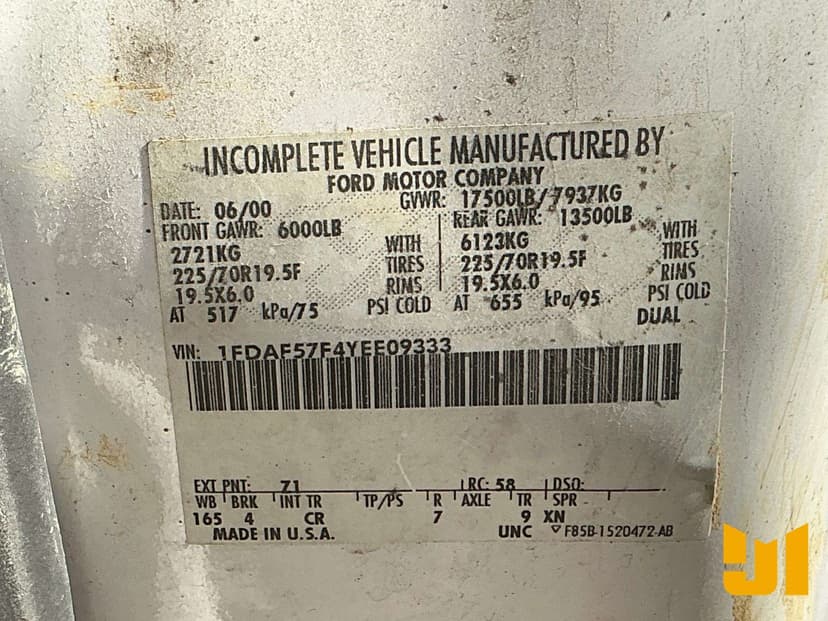 INCOMPLETE VEHICLE MANUFACTURED BY
FORD MOTOR COMPANY
DATE: 06/00 GVWR: 17500LB/7937KG
FRONT GAWR: 6000LB REAR GAWR: 13500LB
2721KG WITH 6123KG WITH
225/70R19.5F TIRES 225/70R19.5F TIRES
19.5X6.0 RIMS 19.5X6.0 RIMS
AT 517 kPa/75 PSI COLD AT 655 kPa/95 PSI COLD
DUAL
VIN: 1FDAF57F4YEE09333
EXT PNT: 71 RC: 58 DSO:
WB BRK INT TR TP/PS R AXLE TR SPR
165 4 CR 7 9 XN
MADE IN U.S.A. UNC F85B-1520472-AB